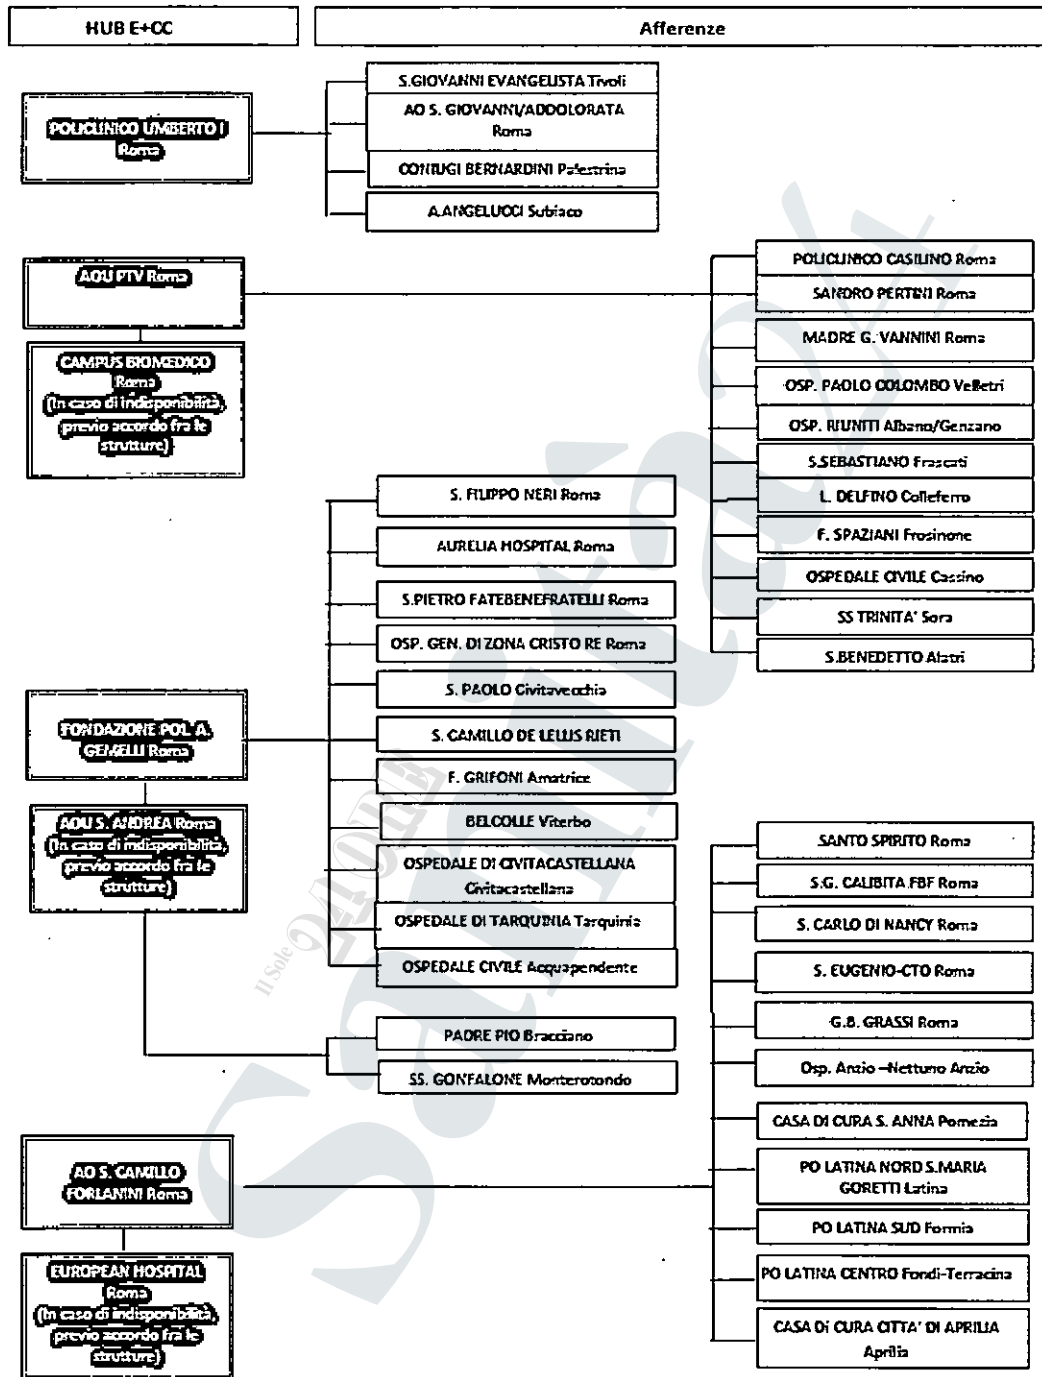 HUB E+CC
Afferenze
POLICLINICO UMBERTO I
Roma
S.GIOVANNI EVANGELISTA Tivoli
AO S. GIOVANNI/ADDOLORATA
Roma
CONIUGI BERNARDINI Palestrina
A.ANGELUCCI Subiaco
AOU PTV Roma
CAMPUS BIOMEDICO
Roma
(In caso di indisponibilità,
previo accordo fra le
strutture)
POLICLINICO CASILINO Roma
SANDRO PERTINI Roma
MADRE G. VANNINI Roma
OSP. PAOLO COLOMBO Velletri
OSP. RIUNITI Albano/Genzano
S.SEBASTIANO Frascati
L. DELFINO Colleferro
F. SPAZIANI Frosinone
OSPEDALE CIVILE Cassino
SS TRINITA' Sora
S.BENEDETTO Alatri
FONDAZIONE POL. A.
GEMELLI Roma
AOU S. ANDREA Roma
(In caso di indisponibilità,
previo accordo fra le
strutture)
S. FILIPPO NERI Roma
AURELIA HOSPITAL Roma
S.PIETRO FATEBENEFRATELLI Roma
OSP. GEN. DI ZONA CRISTO RE Roma
S. PAOLO Civitavecchia
S. CAMILLO DE LELLIS RIETI
F. GRIFONI Amatrice
BELCOLLE Viterbo
OSPEDALE DI CIVITACASTELLANA
Civitacastellana
OSPEDALE DI TARQUINIA Tarquinia
OSPEDALE CIVILE Acquapendente
PADRE PIO Bracciano
SS. GONFALONE Monterotondo
AO S. CAMILLO
FORLANINI Roma
EUROPEAN HOSPITAL
Roma
(In caso di indisponibilità,
previo accordo fra le
strutture)
SANTO SPIRITO Roma
S.G. CALIBITA FBF Roma
S. CARLO DI NANCY Roma
S. EUGENIO-CTO Roma
G.B. GRASSI Roma
Osp. Anzio –Nettuno Anzio
CASA DI CURA S. ANNA Pomezia
PO LATINA NORD S.MARIA
GORETTI Latina
PO LATINA SUD Formia
PO LATINA CENTRO Fondi-Terracina
CASA Di CURA CITTA' DI APRILIA
Aprilia
Il Sole 24 ORE
Sanità24